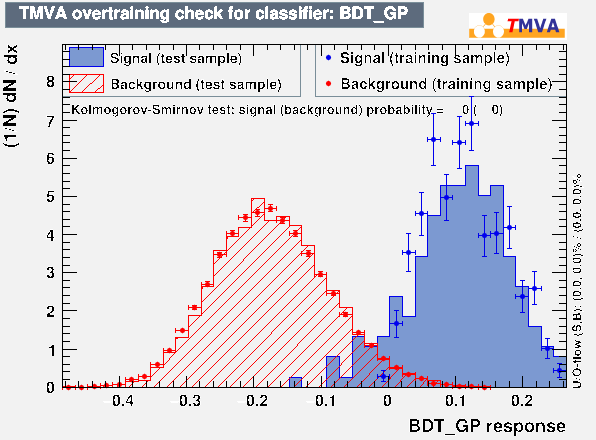 TMVA overtraining check for classifier: BDT_GP
TMVA
Signal (test sample)
Background (test sample)
Signal (training sample)
Background (training sample)
Kolmogorov-Smirnov test: signal (background) probability = 0 ( 0)
(1/N) dN / dx
8
7
6
5
4
3
2
1
0
-0.4 -0.3 -0.2 -0.1 0 0.1 0.2
BDT_GP response
U/O-flow (S,B): (0.0, 0.0)% / (0.0, 0.0)%